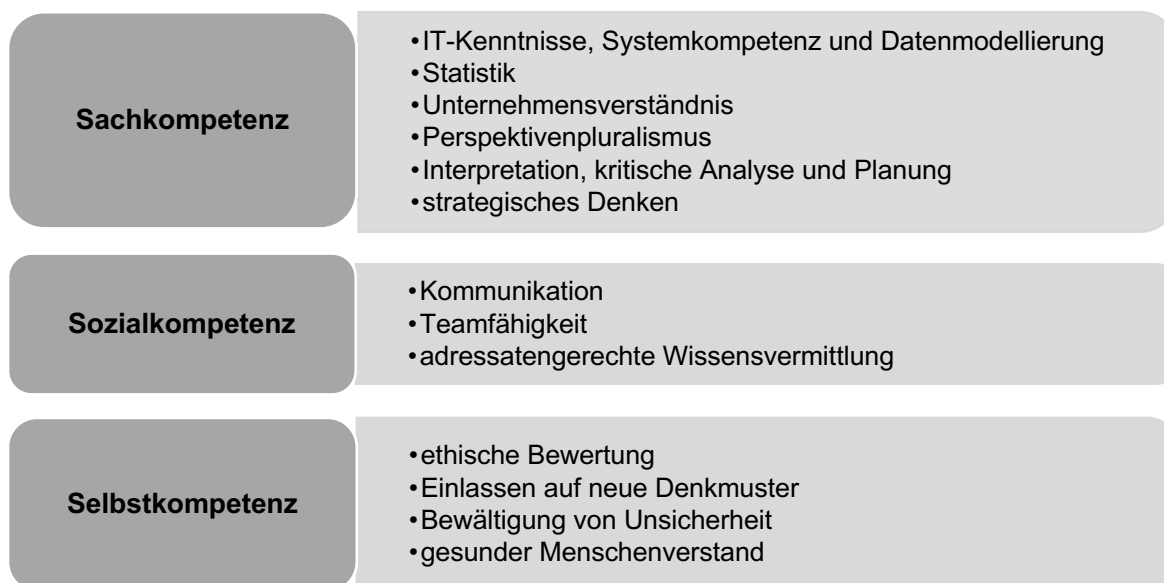 Sachkompetenz
•IT-Kenntnisse, Systemkompetenz und Datenmodellierung
•Statistik
•Unternehmensverständnis
•Perspektivenpluralismus
•Interpretation, kritische Analyse und Planung
•strategisches Denken
Sozialkompetenz
•Kommunikation
•Teamfähigkeit
•adressatengerechte Wissensvermittlung
Selbstkompetenz
•ethische Bewertung
•Einlassen auf neue Denkmuster
•Bewältigung von Unsicherheit
•gesunder Menschenverstand